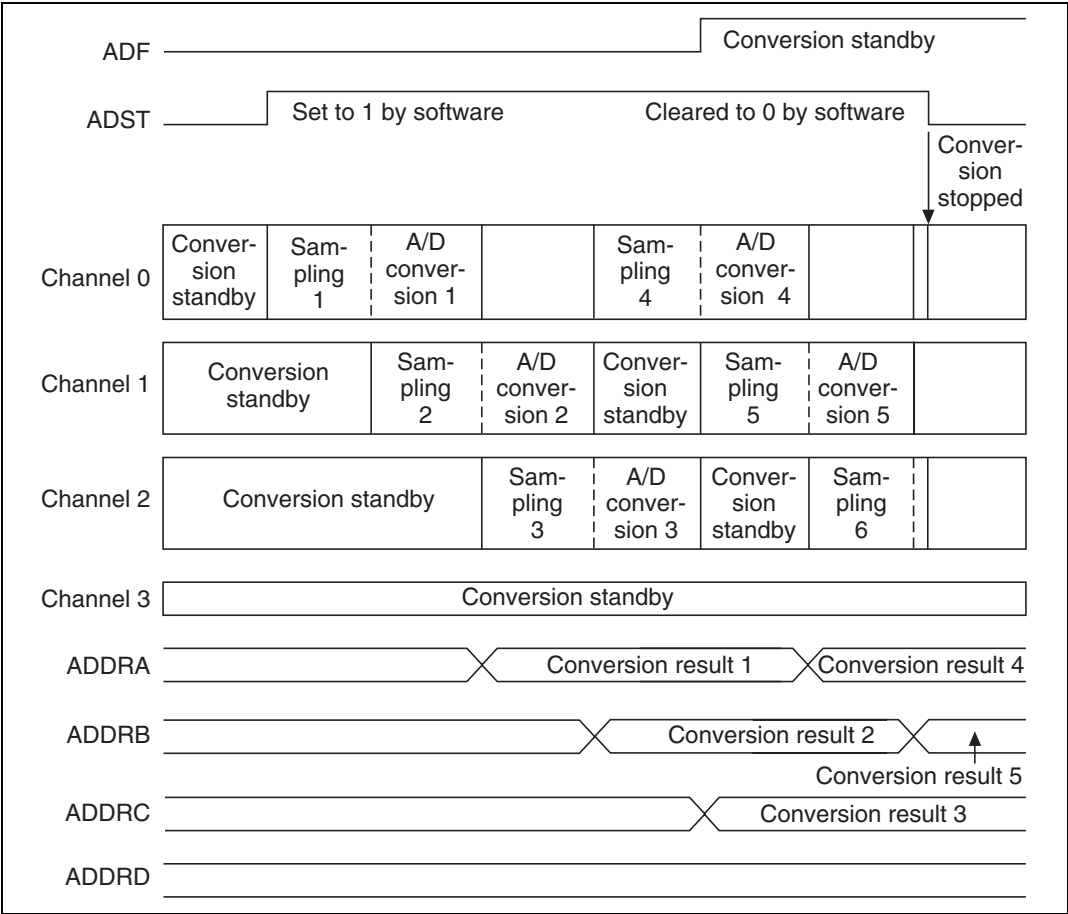 ADF
Conversion standby
ADST
Set to 1 by software
Cleared to 0 by software
Conver-
sion
stopped
Channel 0
Conver-
sion
standby
Sam-
pling
1
A/D
conver-
sion 1
Sam-
pling
4
A/D
conver-
sion 4
Channel 1
Conversion
standby
Sam-
pling
2
A/D
conver-
sion 2
Conver-
sion
standby
Sam-
pling
5
A/D
conver-
sion 5
Channel 2
Conversion standby
Sam-
pling
3
A/D
conver-
sion 3
Conver-
sion
standby
Sam-
pling
6
Channel 3
Conversion standby
ADDRA
Conversion result 1
Conversion result 4
ADDRB
Conversion result 2
Conversion result 5
ADDRC
Conversion result 3
ADDRD